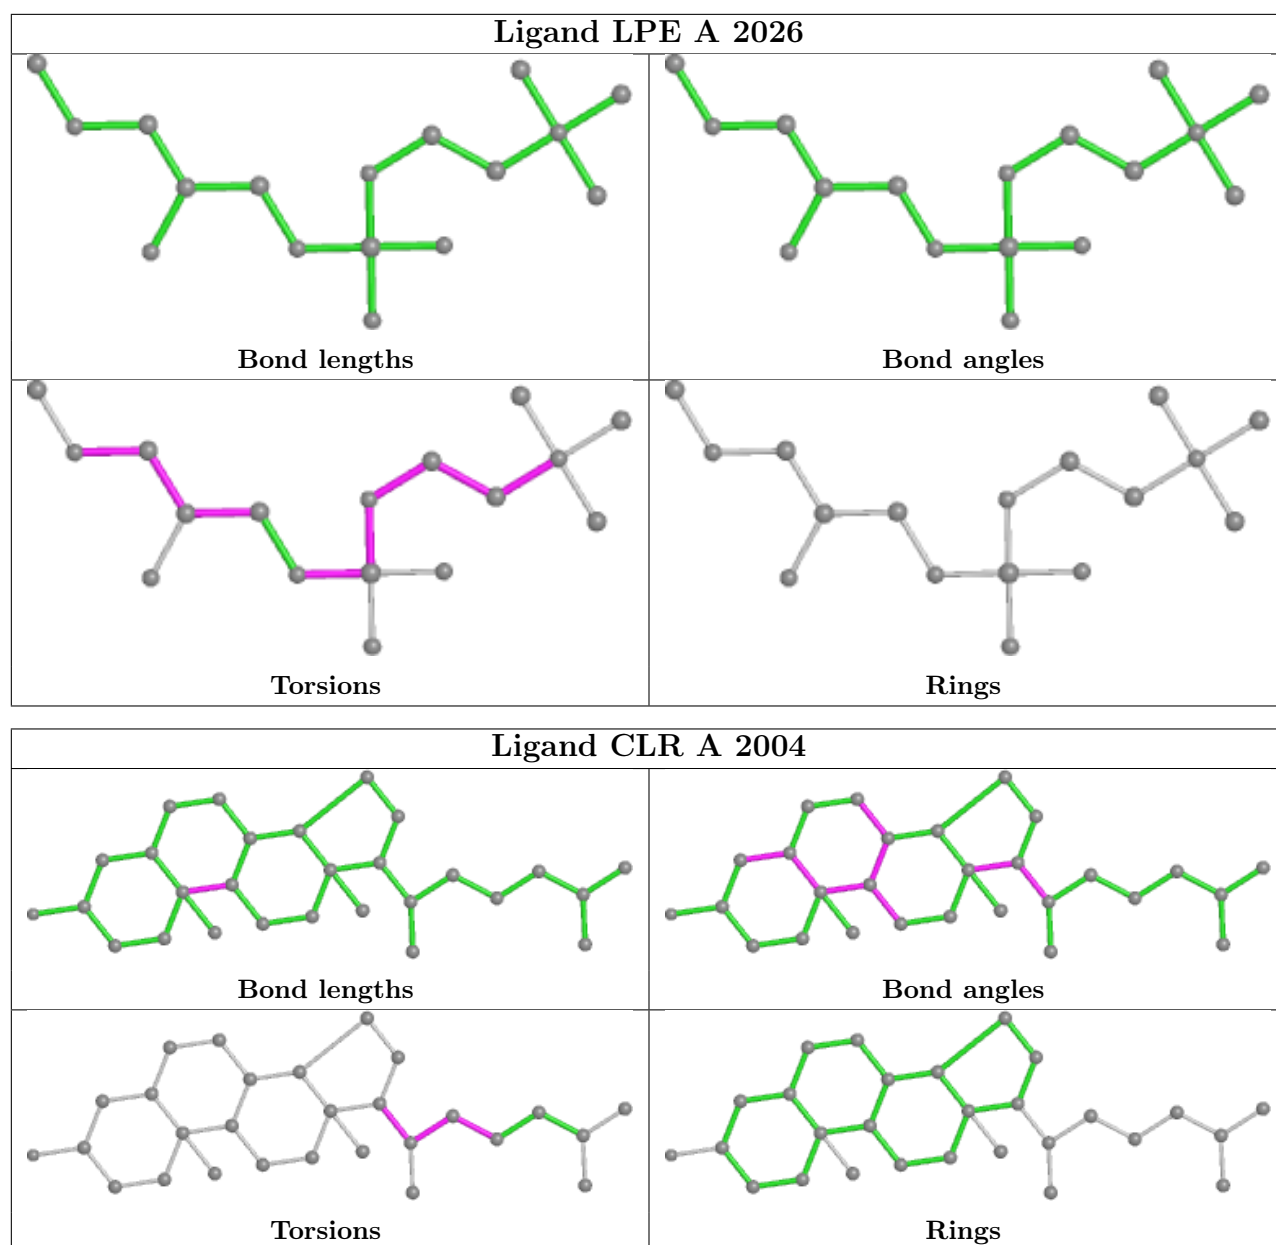 Ligand LPE A 2026
Bond lengths
Bond angles
Torsions
Rings
Ligand CLR A 2004
Bond lengths
Bond angles
Torsions
Rings